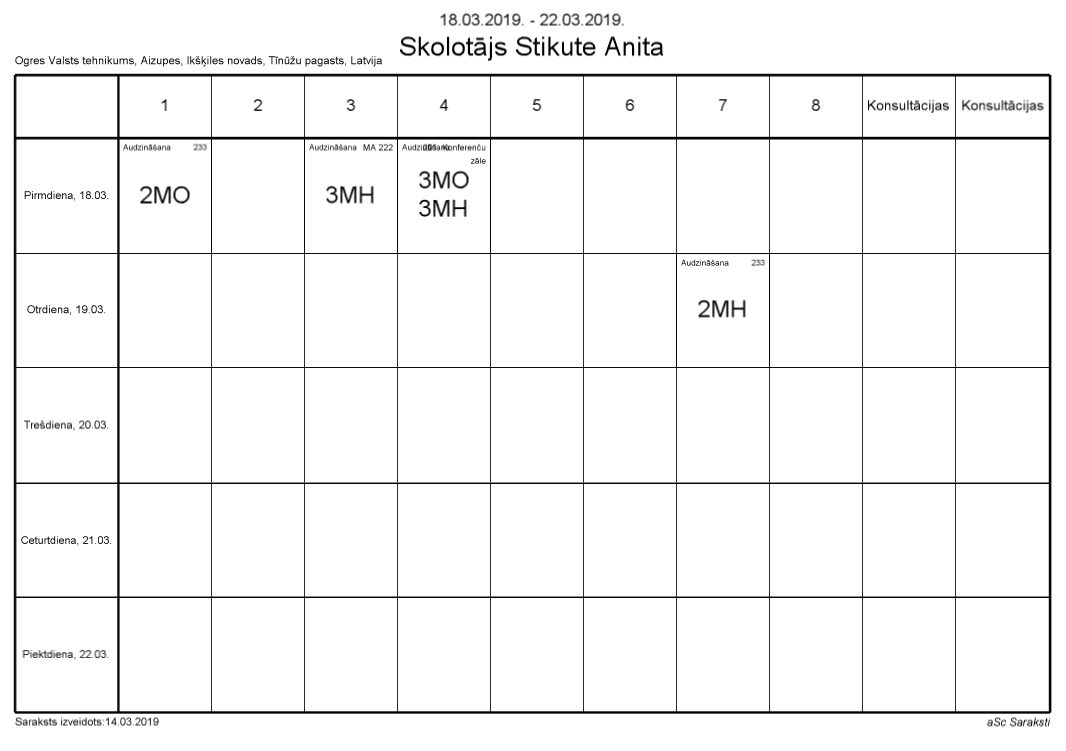 18.03.2019. - 22.03.2019.
Skolotājs Stikute Anita
Ogres Valsts tehnikums, Aizupes, Ikšķiles novads, Tīnūžu pagasts, Latvija
1 2 3 4 5 6 7 8 Konsultācijas Konsultācijas
Pirmdiena, 18.03.
Audzināšana 233
2MO
Audzināšana MA 222
3MH
Konferenču
zāle
3MO
3MH
Otrdiena, 19.03.
Audzināšana 233
2MH
Trešdiena, 20.03.
Ceturtdiena, 21.03.
Piektdiena, 22.03.
Saraksts izveidots:14.03.2019
aSc Saraksti